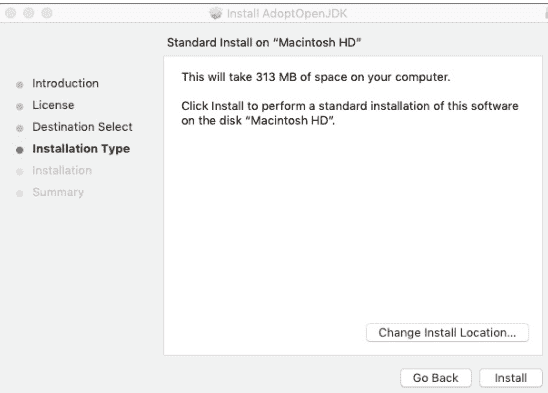 Install AdoptOpenJDK
Standard Install on “Macintosh HD”
Introduction
License
Destination Select
Installation Type
Installation
Summary
This will take 313 MB of space on your computer.
Click Install to perform a standard installation of this software
on the disk “Macintosh HD”.
Change Install Location...
Go Back
Install